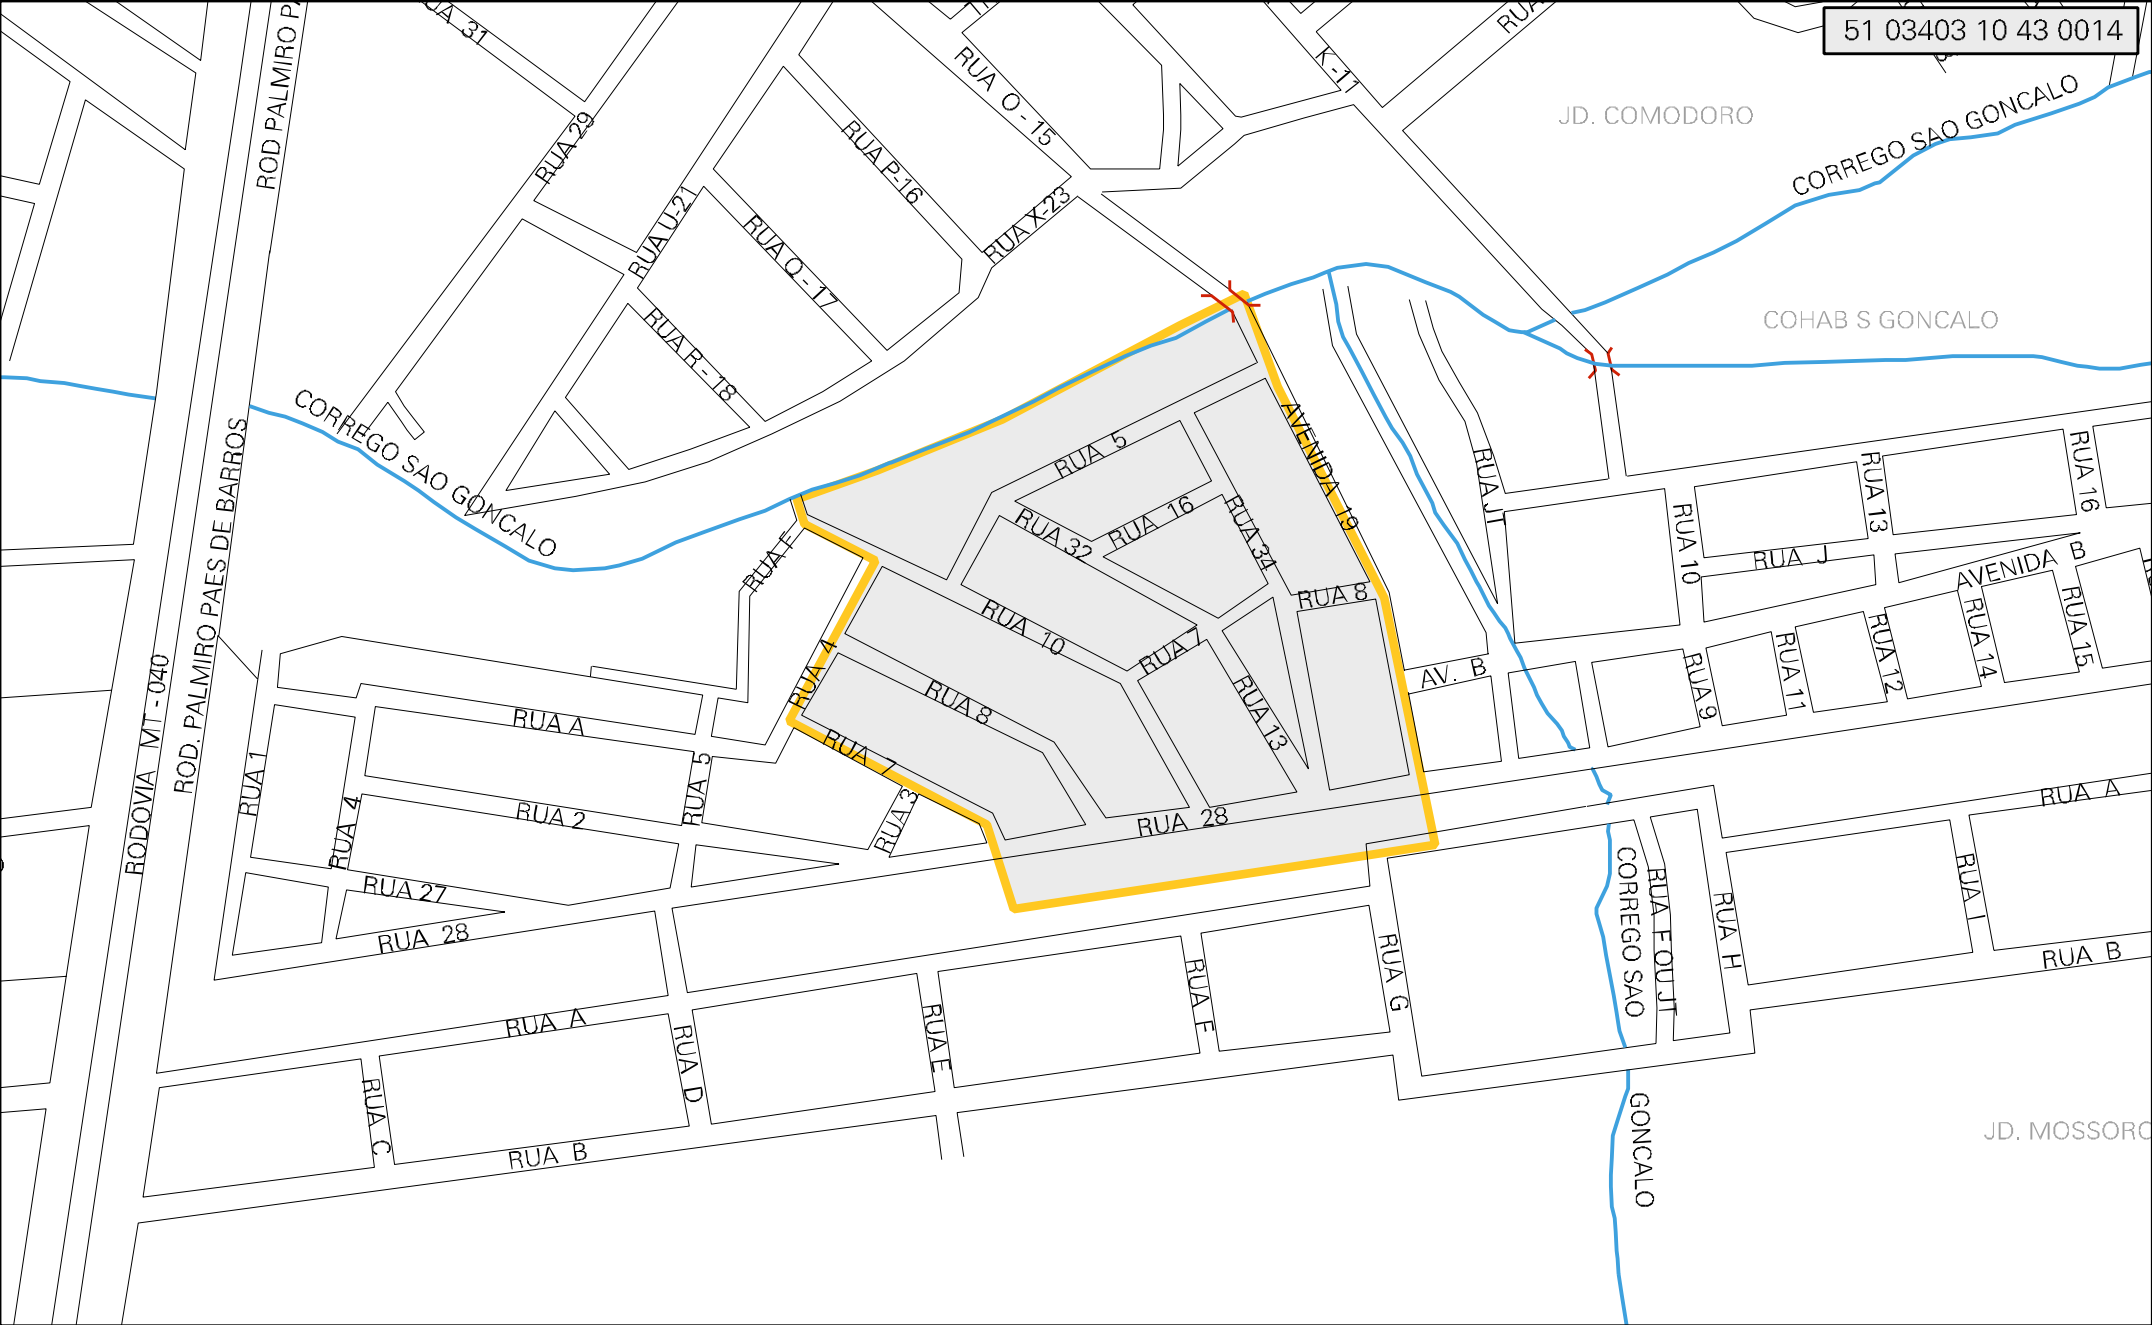 51 03403 10 43 0014
RUA 31
ROD PALMIRO PA
RUA
K-11
RUA O - 15
JD. COMODORO
CORREGO SAO GONCALO
RUA 29
RUA P-16
RUA U-21
RUA X-23
RUA Q - 17
COHAB S GONCALO
RUA R - 18
CORREGO SAO GONCALO
ROD. PALMIRO PAES DE BARROS
RODOVIA MT - 040
AVENIDA 19
RUA 5
RUA 16
RUA 32
RUA 34
RUA JT
RUA 13
RUA 16
RUA 10
RUA J
AVENIDA B
RUA F
RUA 8
RUA 10
RUA 7
RUA 4
RUA 8
RUA 13
AV. B
RUA 9
RUA 11
RUA 12
RUA 14
RUA 15
RUA A
RUA 7
RUA 1
RUA 5
RUA 4
RUA 2
RUA 3
RUA 28
RUA A
RUA 27
RUA 28
CORREGO SAO
GONCALO
RUA F OU JT
RUA H
RUA I
RUA B
RUA G
RUA F
RUA E
RUA A
RUA D
RUA C
RUA B
JD. MOSSORO